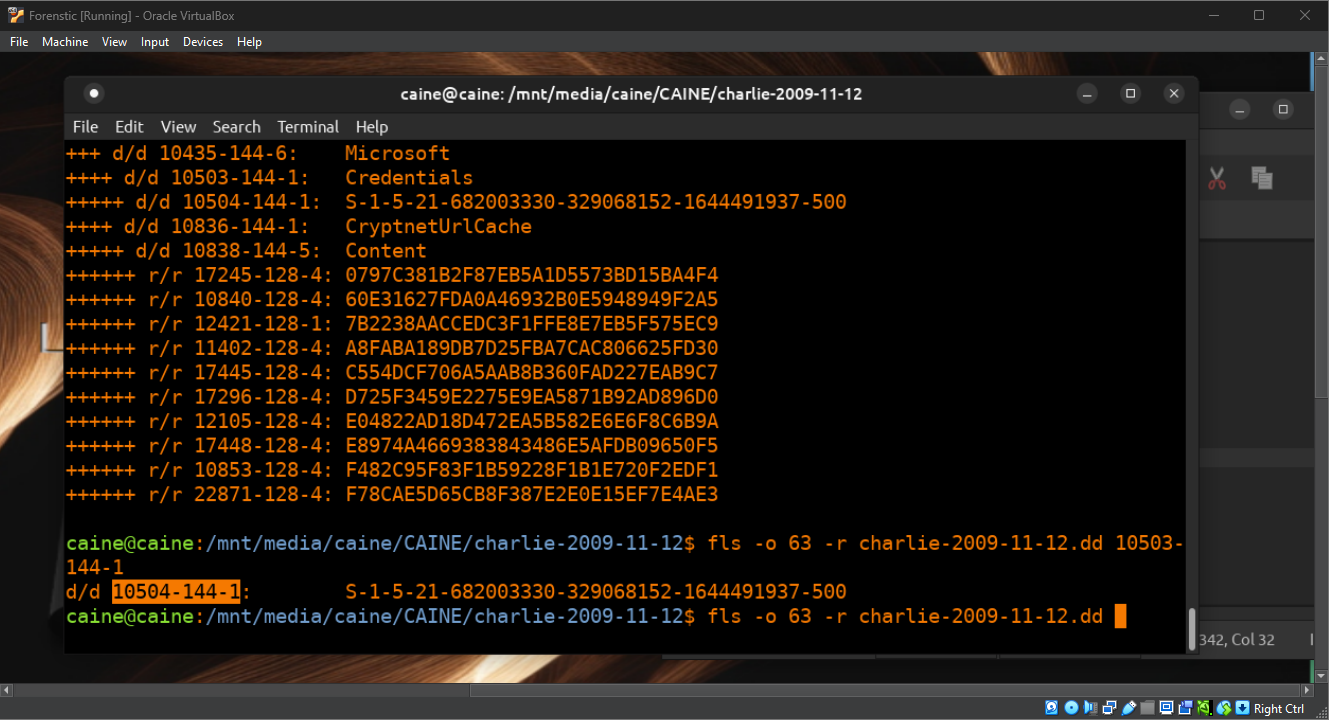 Forenstic [Running] - Oracle VirtualBox
File Machine View Input Devices Help
caine@caine: /mnt/media/caine/CAINE/charlie-2009-11-12
File Edit View Search Terminal Help
+++ d/d 10435-144-6: Microsoft
++++ d/d 10503-144-1: Credentials
+++++ d/d 10504-144-1: S-1-5-21-682003330-329068152-1644491937-500
++++ d/d 10836-144-1: CryptnetUrlCache
+++++ d/d 10838-144-5: Content
++++++ r/r 17245-128-4: 0797C381B2F87EB5A1D5573BD15BA4F4
++++++ r/r 10840-128-4: 60E31627FDA0A46932B0E5948949F2A5
++++++ r/r 12421-128-1: 7B2238AACCEDC3F1FFE8E7EB5F575EC9
++++++ r/r 11402-128-4: A8FABA189DB7D25FBA7CAC806625FD30
++++++ r/r 17445-128-4: C554DCF706A5AAB8B360FAD227EAB9C7
++++++ r/r 17296-128-4: D725F3459E2275E9EA5871B92AD896D0
++++++ r/r 12105-128-4: E04822AD18D472EA5B582E6E6F8C6B9A
++++++ r/r 17448-128-4: E8974A4669383843486E5AFDB09650F5
++++++ r/r 10853-128-4: F482C95F83F1B59228F1B1E720F2EDF1
++++++ r/r 22871-128-4: F78CAE5D65CB8F387E2E0E15EF7E4AE3
caine@caine:/mnt/media/caine/CAINE/charlie-2009-11-12$ fls -o 63 -r charlie-2009-11-12.dd 10503-
144-1
d/d 10504-144-1: S-1-5-21-682003330-329068152-1644491937-500
caine@caine:/mnt/media/caine/CAINE/charlie-2009-11-12$ fls -o 63 -r charlie-2009-11-12.dd
342, Col 32
Right Ctrl